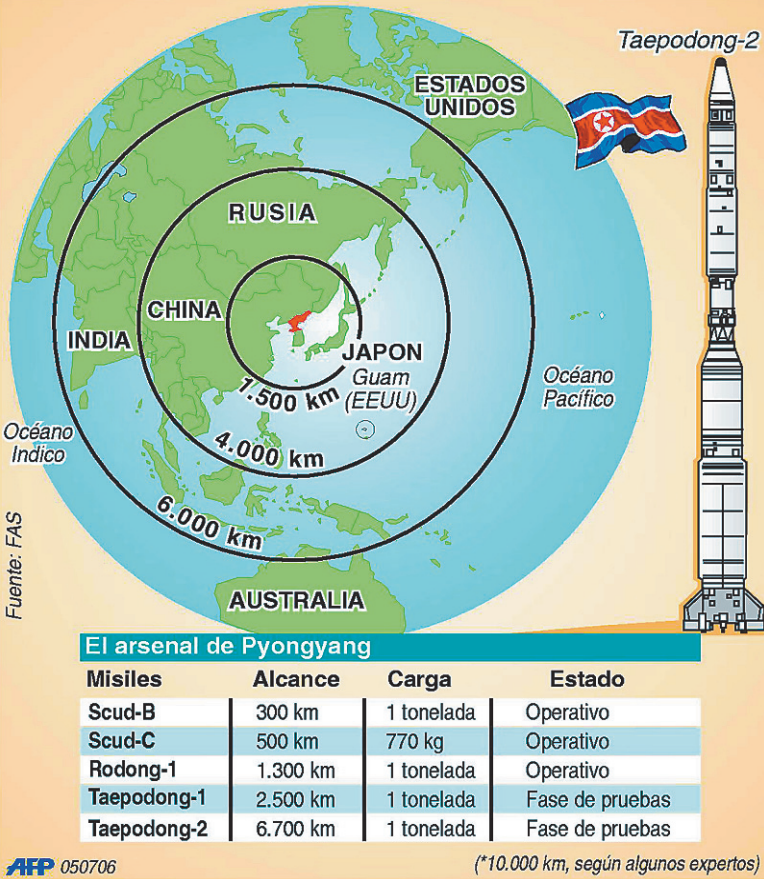 Taepodong-2
ESTADOS
UNIDOS
RUSIA
CHINA
INDIA
JAPON
Guam
(EEUU)
1.500 km
Océano
Pacífico
Océano
Indico
4.000 km
6.000 km
Fuente: FAS
AUSTRALIA
El arsenal de Pyongyang
Misiles Alcance Carga Estado
Scud-B 300 km 1 tonelada Operativo
Scud-C 500 km 770 kg Operativo
Rodong-1 1.300 km 1 tonelada Operativo
Taepodong-1 2.500 km 1 tonelada Fase de pruebas
Taepodong-2 6.700 km 1 tonelada Fase de pruebas
AFP 050706
(*10.000 km, según algunos expertos)